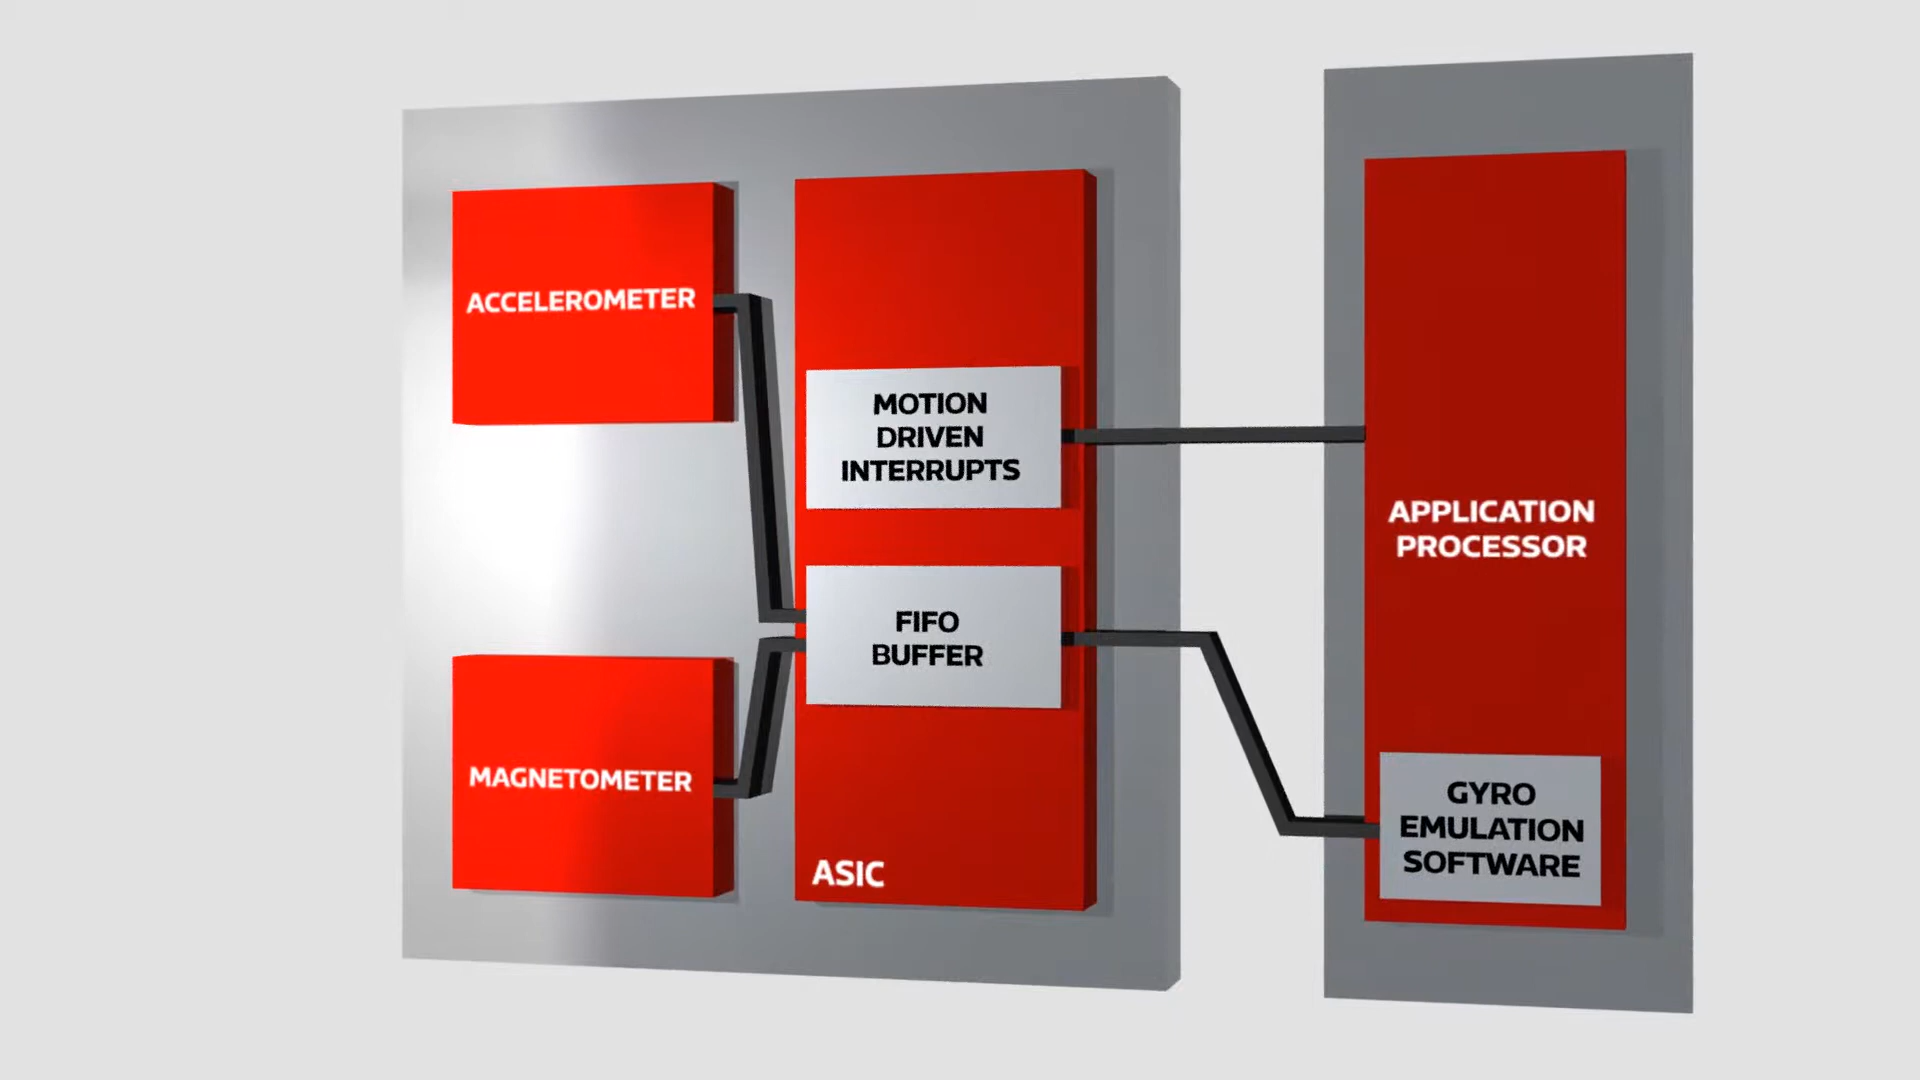 ACCELEROMETER
MAGNETOMETER
MOTION
DRIVEN
INTERRUPTS
FIFO
BUFFER
ASIC
APPLICATION
PROCESSOR
GYRO
EMULATION
SOFTWARE